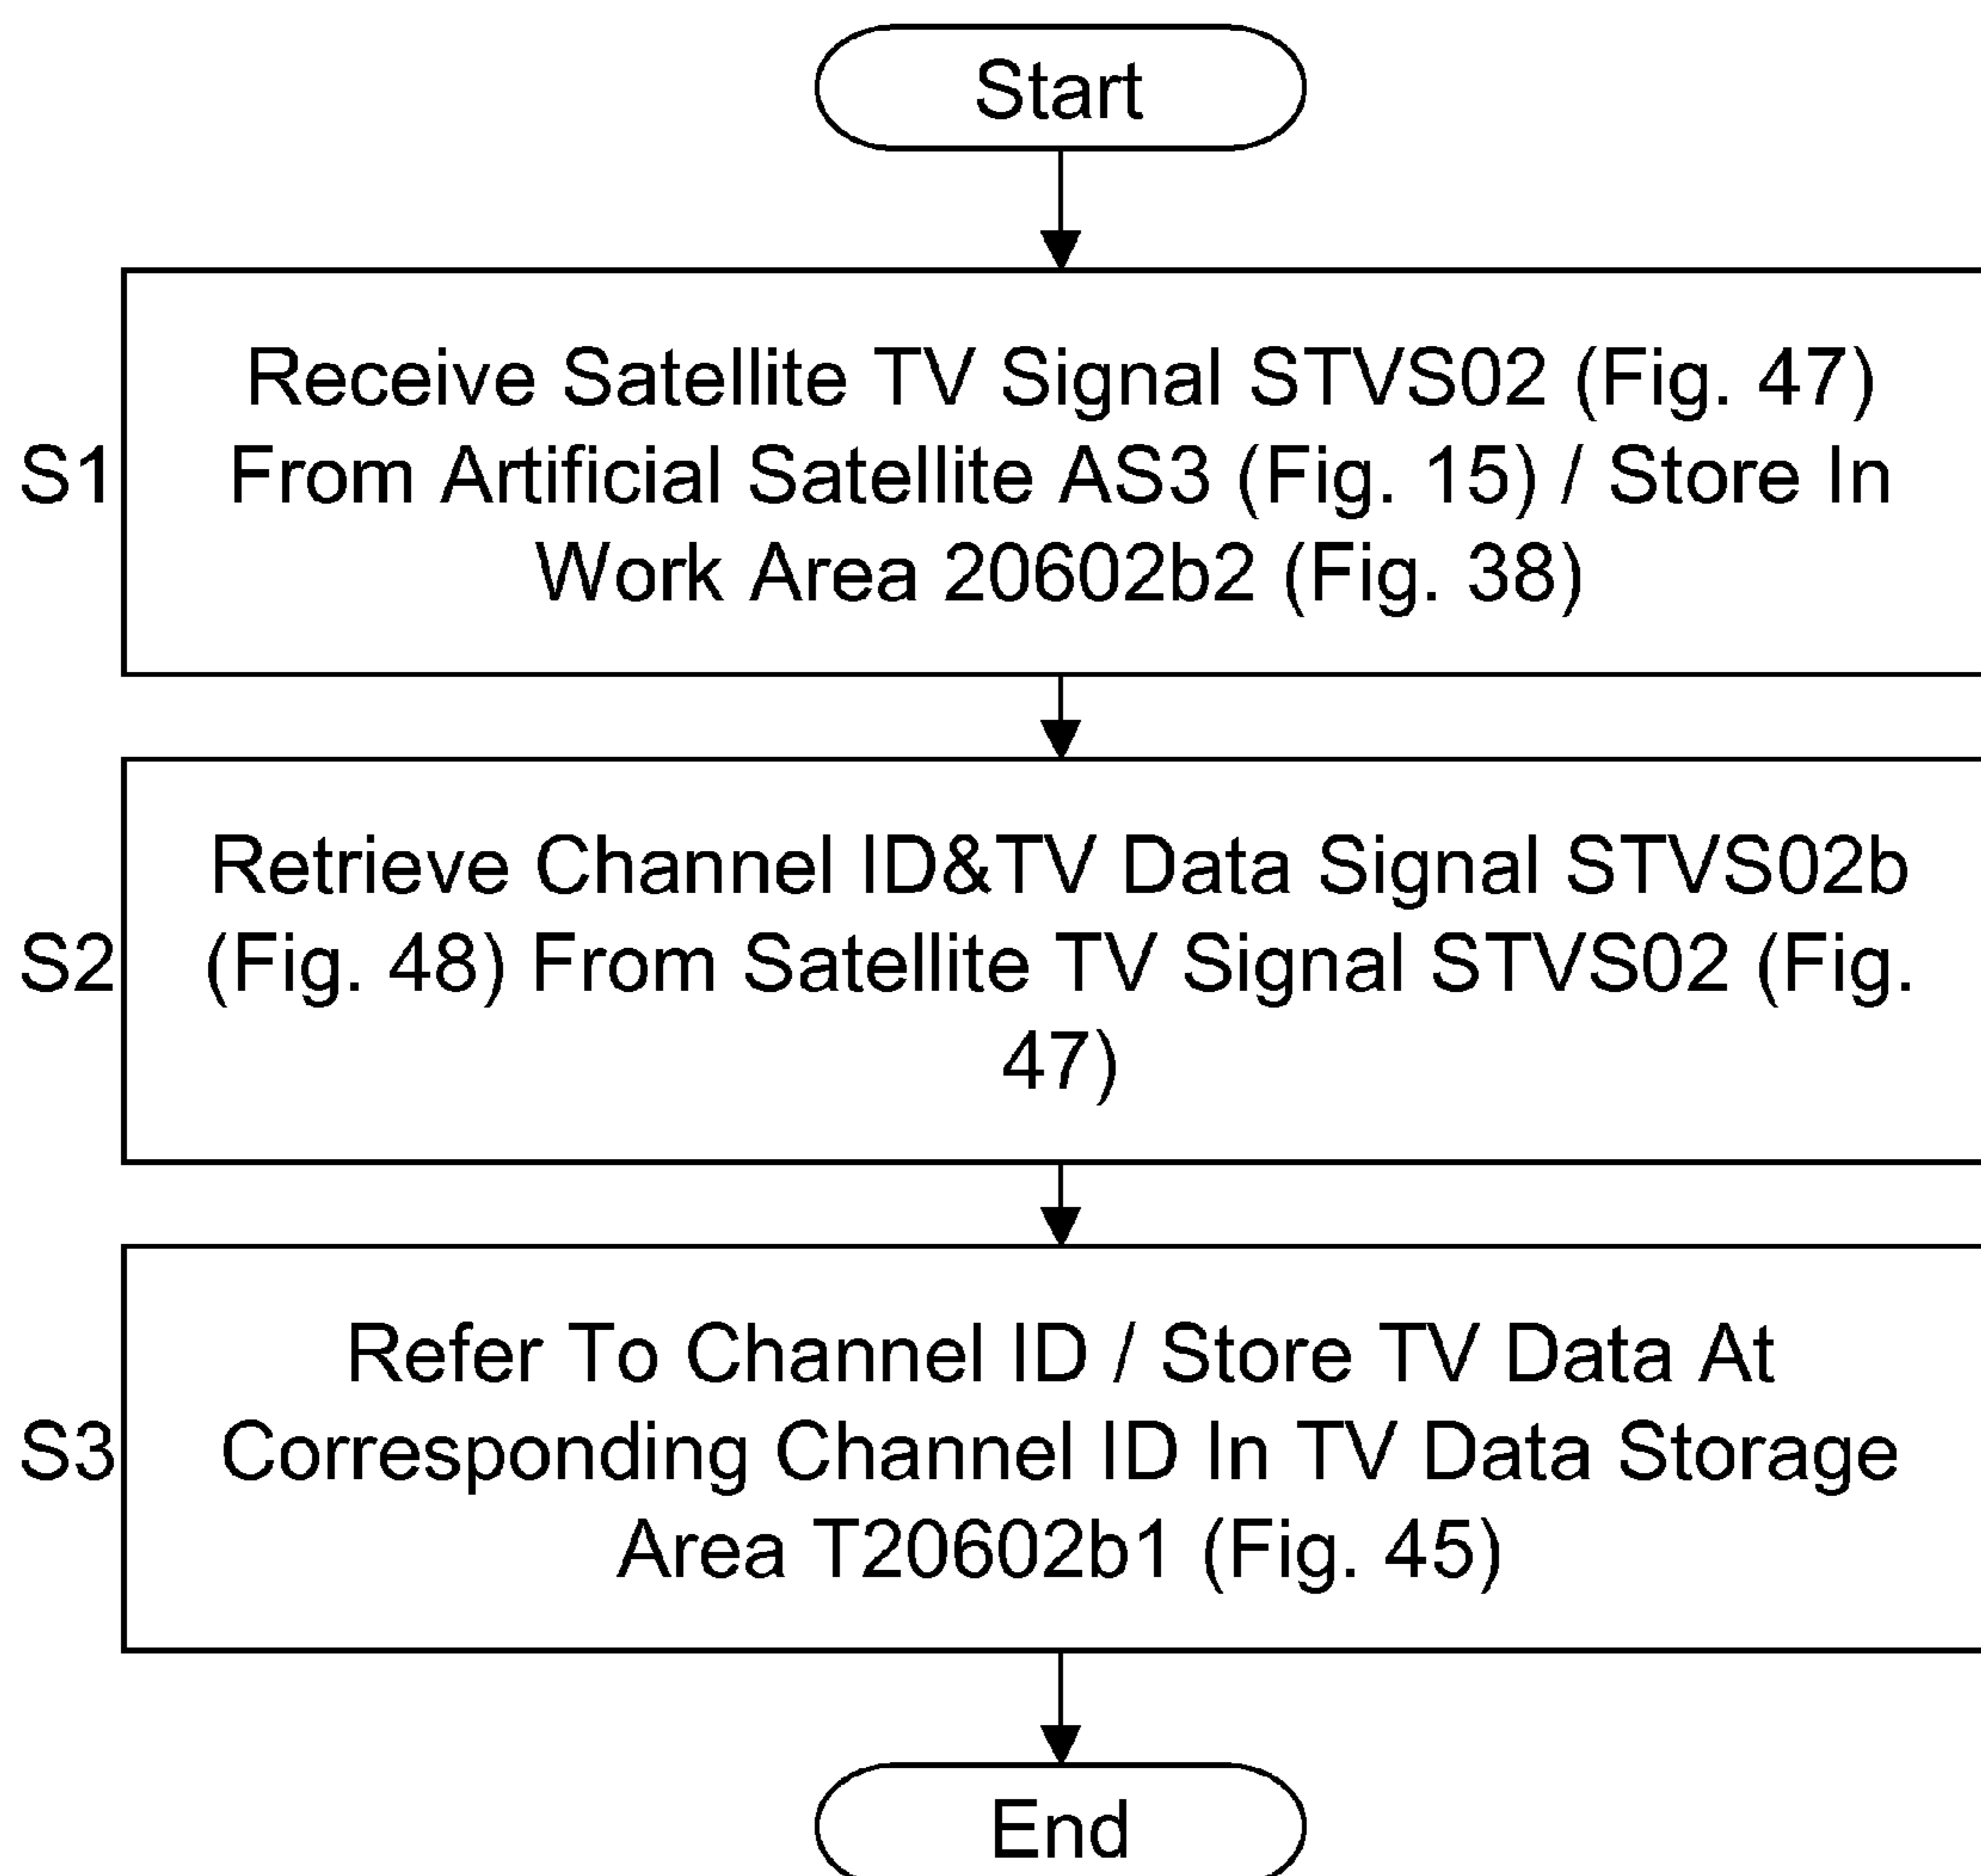 Start
S1
Receive Satellite TV Signal STVS02 (Fig. 47)
From Artificial Satellite AS3 (Fig. 15) / Store In
Work Area 20602b2 (Fig. 38)
S2
Retrieve Channel ID&TV Data Signal STVS02b
(Fig. 48) From Satellite TV Signal STVS02 (Fig.
47)
S3
Refer To Channel ID / Store TV Data At
Corresponding Channel ID In TV Data Storage
Area T20602b1 (Fig. 45)
End